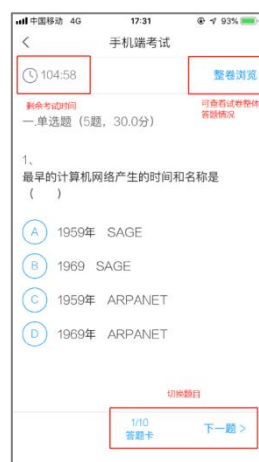 中国移动 4G 17:31 93%
手机端考试
104:58 整卷浏览
剩余考试时间
可查看试卷整体
答题情况
一.单选题（5题，30.0分）
1、
最早的计算机网络产生的时间和名称是
（ ）
A 1959年 SAGE
B 1969 SAGE
C 1959年 ARPANET
D 1969年 ARPANET
切换题目
1/10
答题卡
下一题 >